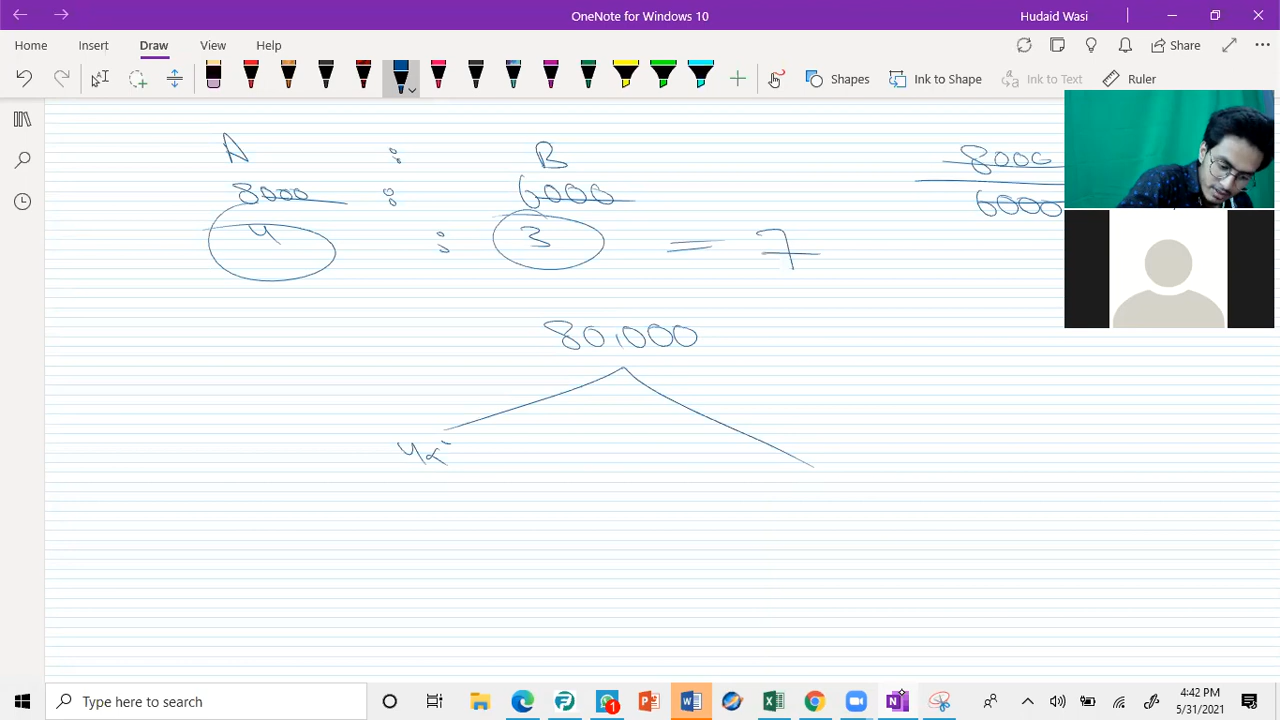 OneNote for Windows 10
Hudaid Wasi
Home Insert Draw View Help
Share
Shapes Ink to Shape Ink to Text Ruler
A : B
8000 : 6000
4 : 3 = 7
8000
6000
80,000
Type here to search
1
4:42 PM
5/31/2021